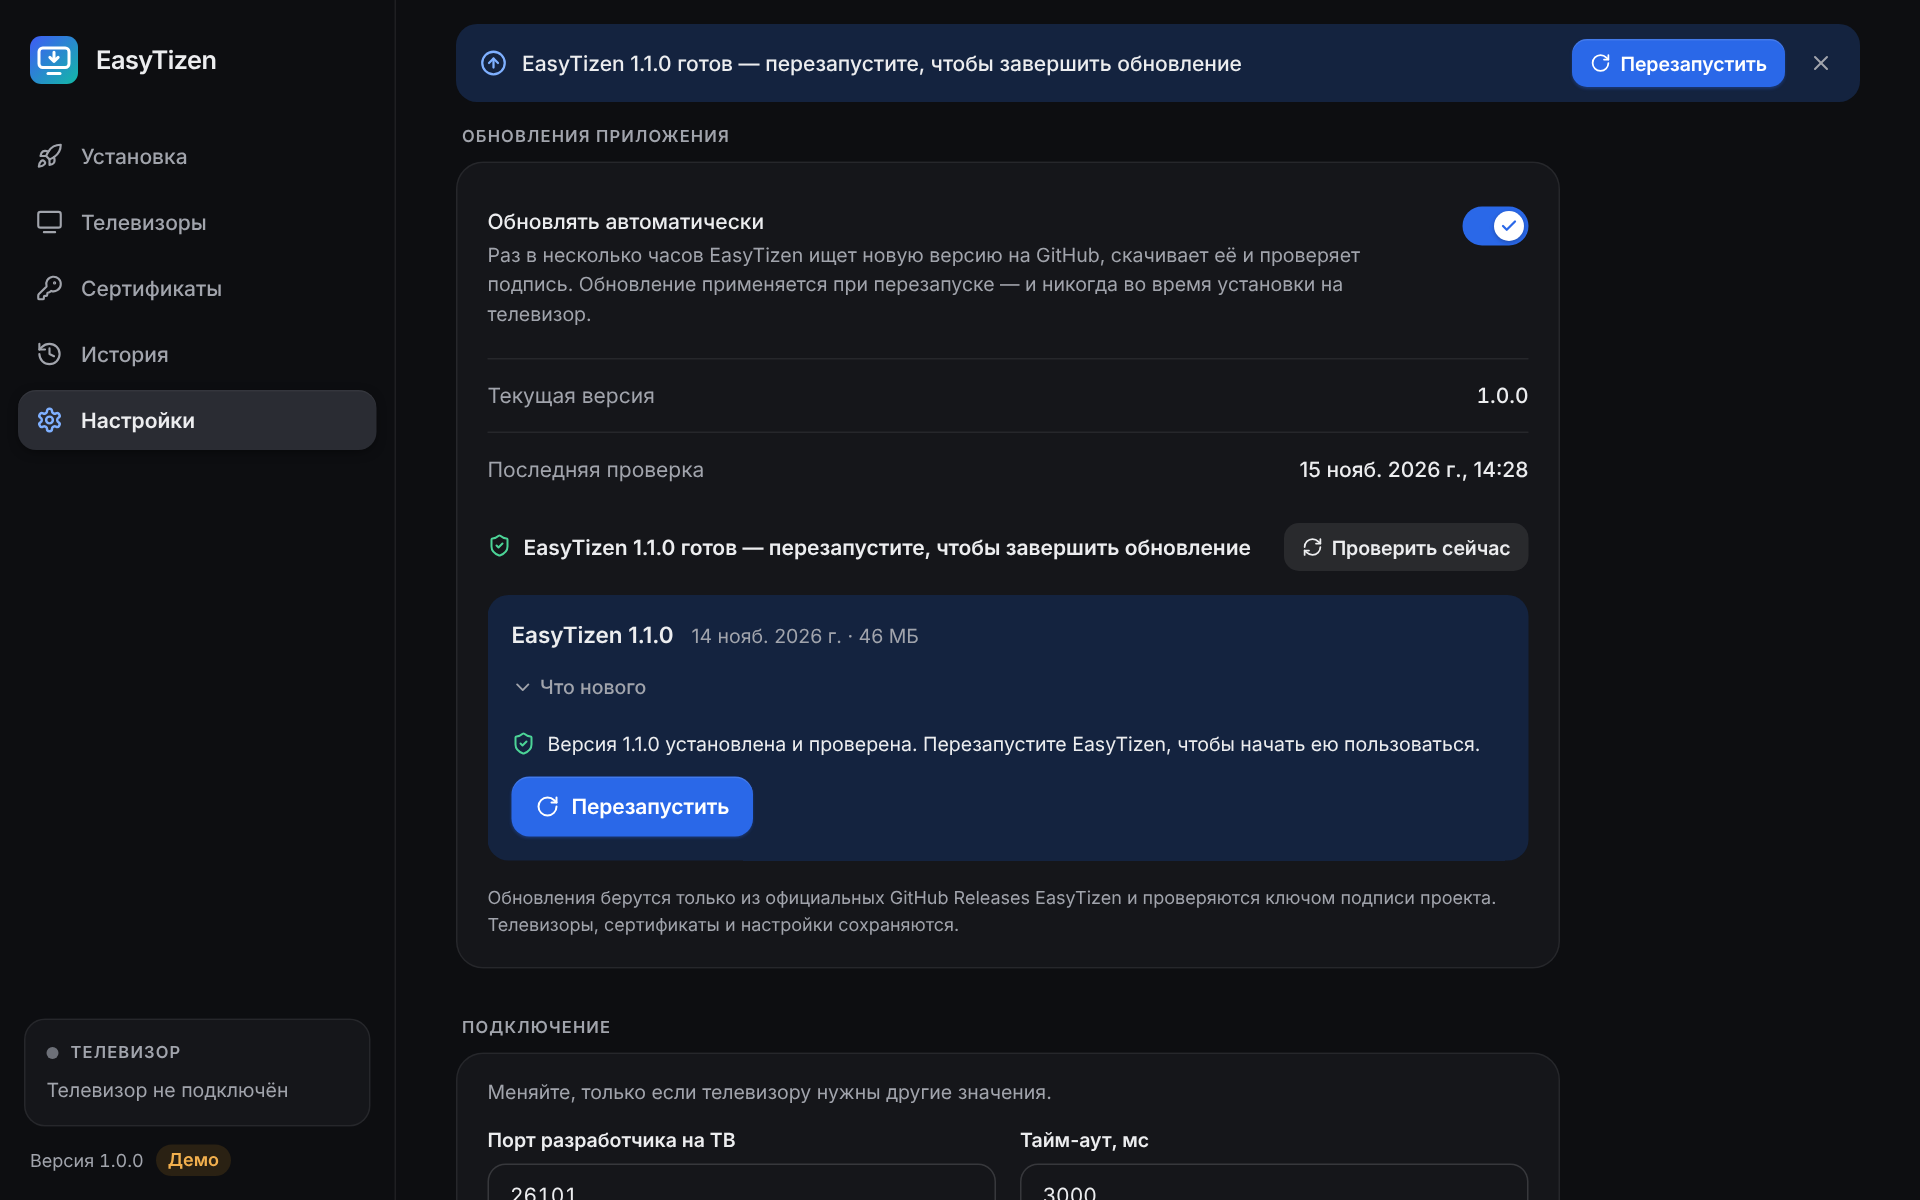 EasyTizen
Установка
Телевизоры
Сертификаты
История
Настройки
ТЕЛЕВИЗОР
Телевизор не подключён
Версия 1.0.0 Демо
EasyTizen 1.1.0 готов — перезапустите, чтобы завершить обновление Перезапустить
ОБНОВЛЕНИЯ ПРИЛОЖЕНИЯ
Обновлять автоматически
Раз в несколько часов EasyTizen ищет новую версию на GitHub, скачивает её и проверяет
подпись. Обновление применяется при перезапуске — и никогда во время установки на
телевизор.
Текущая версия 1.0.0
Последняя проверка 15 нояб. 2026 г., 14:28
EasyTizen 1.1.0 готов — перезапустите, чтобы завершить обновление Проверить сейчас
EasyTizen 1.1.0 14 нояб. 2026 г. · 46 МБ
Что нового
Версия 1.1.0 установлена и проверена. Перезапустите EasyTizen, чтобы начать ею пользоваться.
Перезапустить
Обновления берутся только из официальных GitHub Releases EasyTizen и проверяются ключом подписи проекта.
Телевизоры, сертификаты и настройки сохраняются.
ПОДКЛЮЧЕНИЕ
Меняйте, только если телевизору нужны другие значения.
Порт разработчика на ТВ Тайм-аут, мс
26101 3000